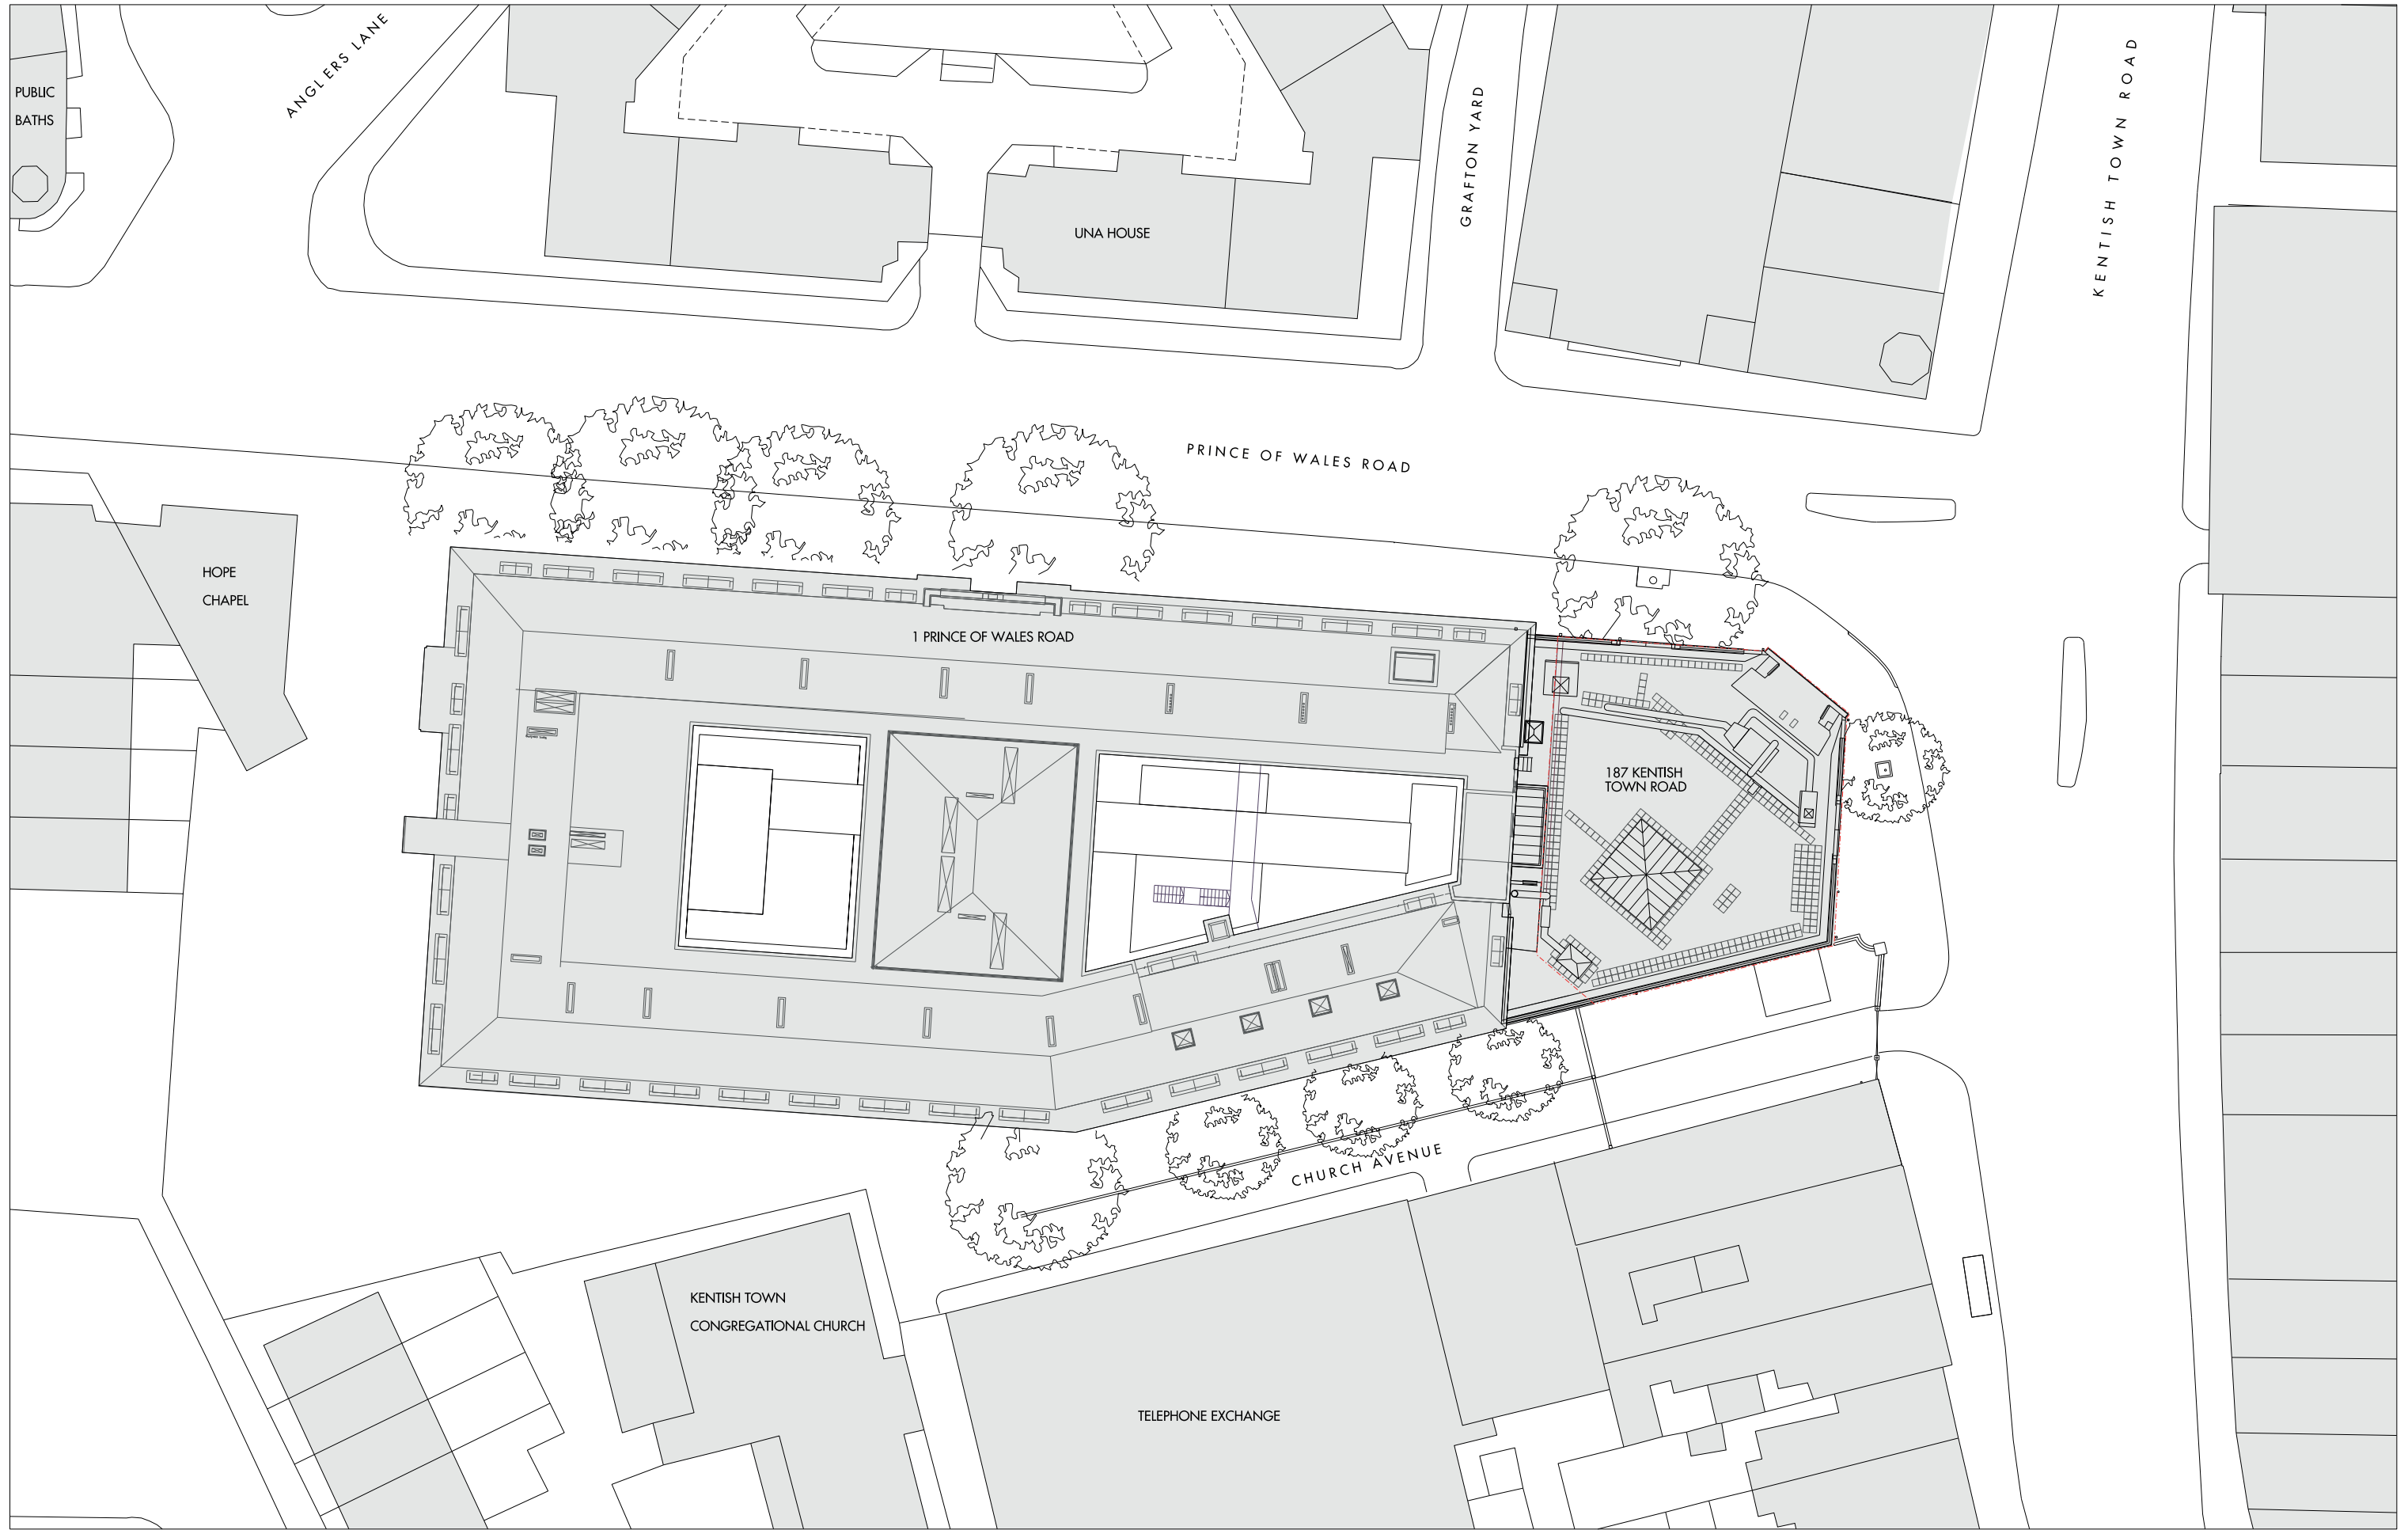 ANGLERS LANE
KENTISH TOWN ROAD
PUBLIC
BATHS
GRAFTON YARD
UNA HOUSE
PRINCE OF WALES ROAD
HOPE
CHAPEL
1 PRINCE OF WALES ROAD
187 KENTISH
TOWN ROAD
CHURCH AVENUE
KENTISH TOWN
CONGREGATIONAL CHURCH
TELEPHONE EXCHANGE